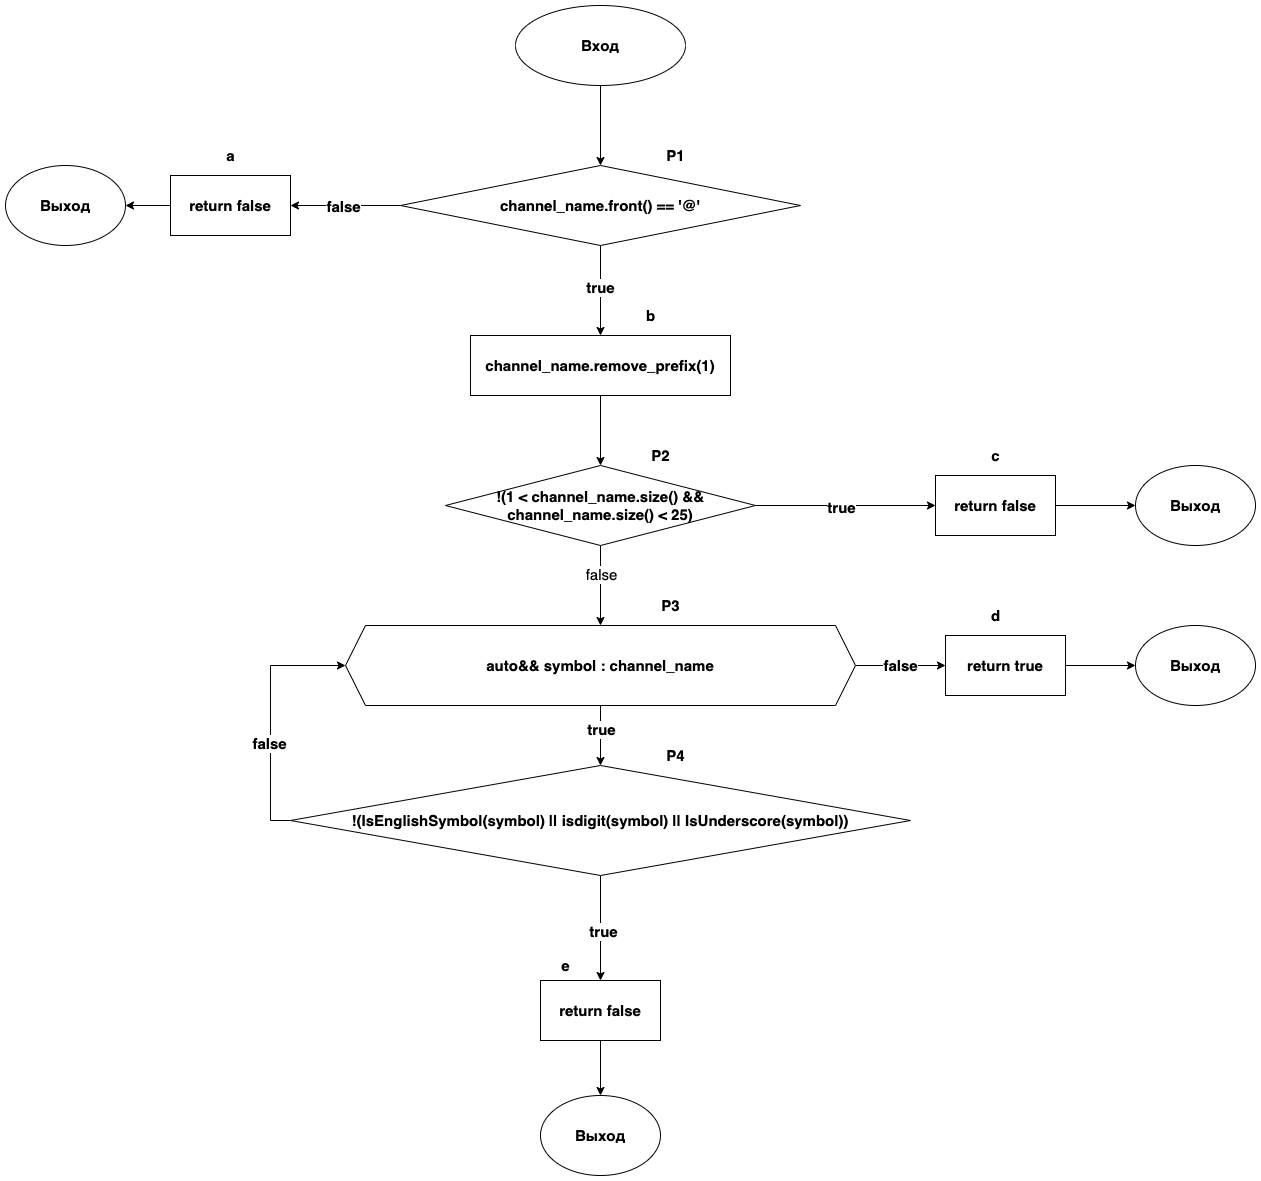 Вход
P1
channel_name.front() == '@'
false
a
return false
Выход
true
b
channel_name.remove_prefix(1)
P2
!(1 < channel_name.size() &&
channel_name.size() < 25)
true
c
return false
Выход
false
P3
auto&& symbol : channel_name
false
d
return true
Выход
true
false
P4
!(IsEnglishSymbol(symbol) || isdigit(symbol) || IsUnderscore(symbol))
true
e
return false
Выход